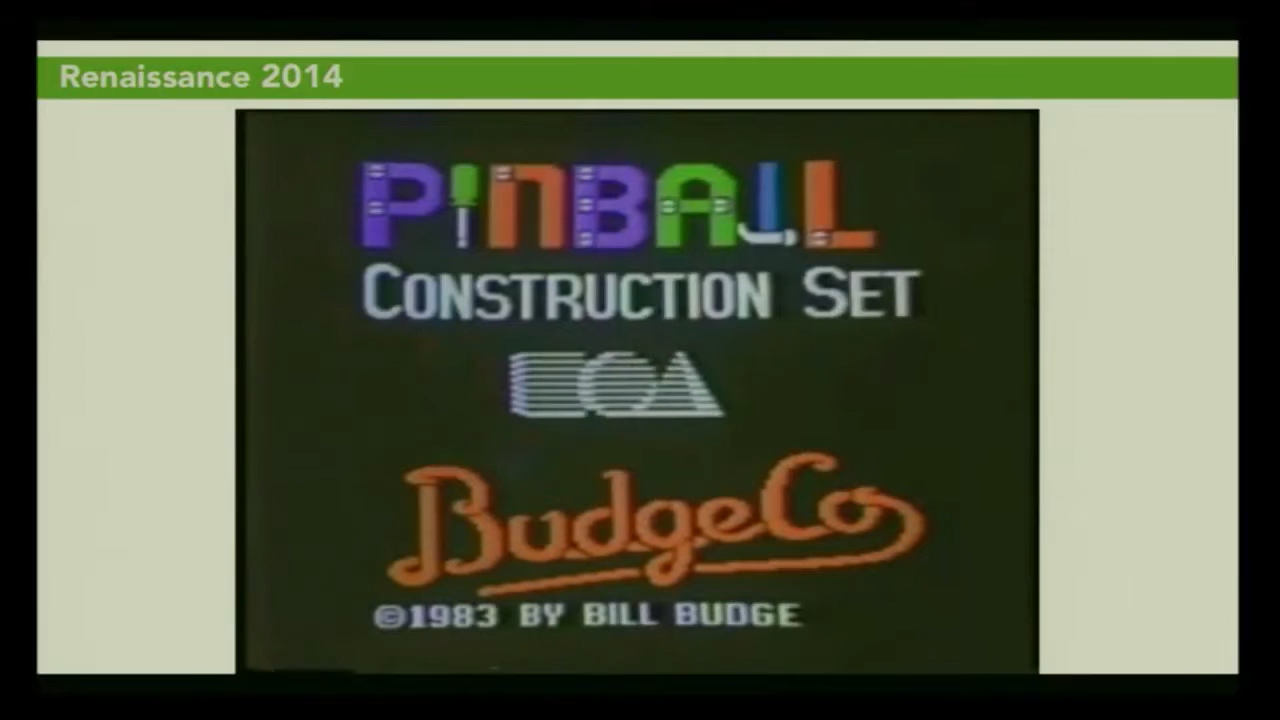 Renaissance 2014
PINBALL
CONSTRUCTION SET
EOA
BudgeCo
©1983 BY BILL BUDGE